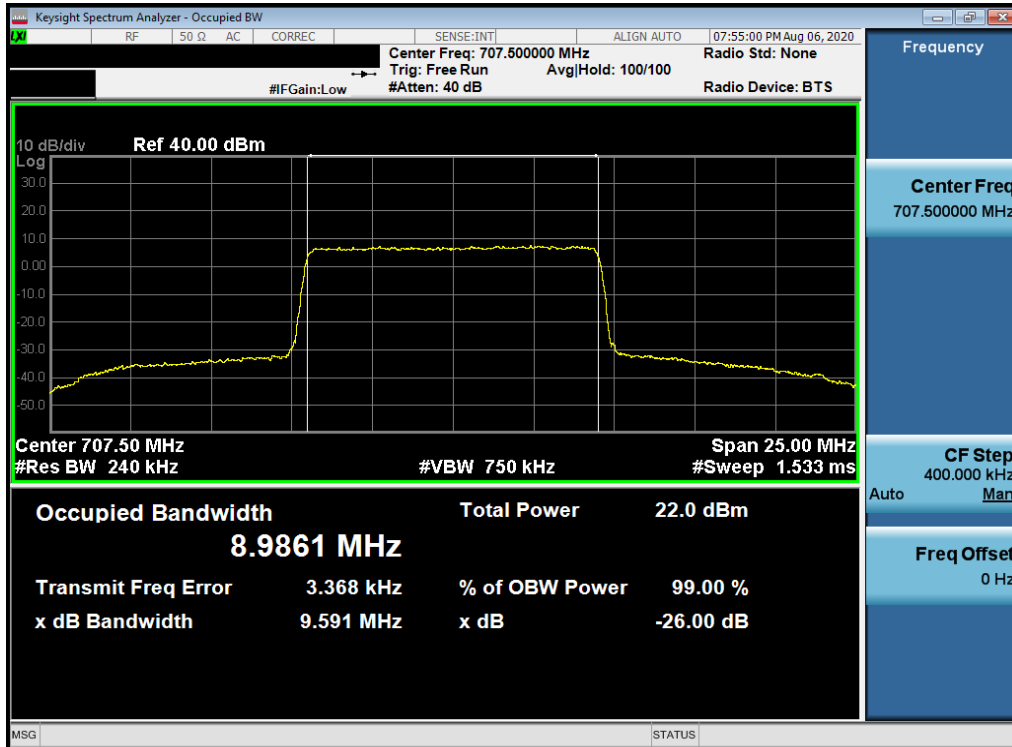 Keysight Spectrum Analyzer - Occupied BW
LXI RF 50 Ω AC CORREC SENSE:INT ALIGN AUTO 07:55:00 PM Aug 06, 2020
Center Freq: 707.500000 MHz Radio Std: None
Trig: Free Run Avg|Hold: 100/100
#IFGain:Low #Atten: 40 dB Radio Device: BTS
10 dB/div Ref 40.00 dBm
Log
30.0
20.0
10.0
0.00
-10.0
-20.0
-30.0
-40.0
-50.0
Center 707.50 MHz Span 25.00 MHz
#Res BW 240 kHz #VBW 750 kHz #Sweep 1.533 ms
Occupied Bandwidth Total Power 22.0 dBm
8.9861 MHz
Transmit Freq Error 3.368 kHz % of OBW Power 99.00 %
x dB Bandwidth 9.591 MHz x dB -26.00 dB
Frequency
Center Freq
707.500000 MHz
CF Step
400.000 kHz
Auto Man
Freq Offset
0 Hz
MSG STATUS